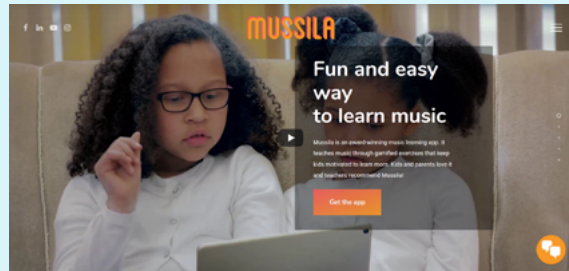 MUSSILA
Fun and easy
way
to learn music
Mussila is an award-winning music learning app. It
teaches music through gamified exercises that keep
kids motivated to learn more. Kids and parents love it
and teachers recommend Mussila!
Get the app